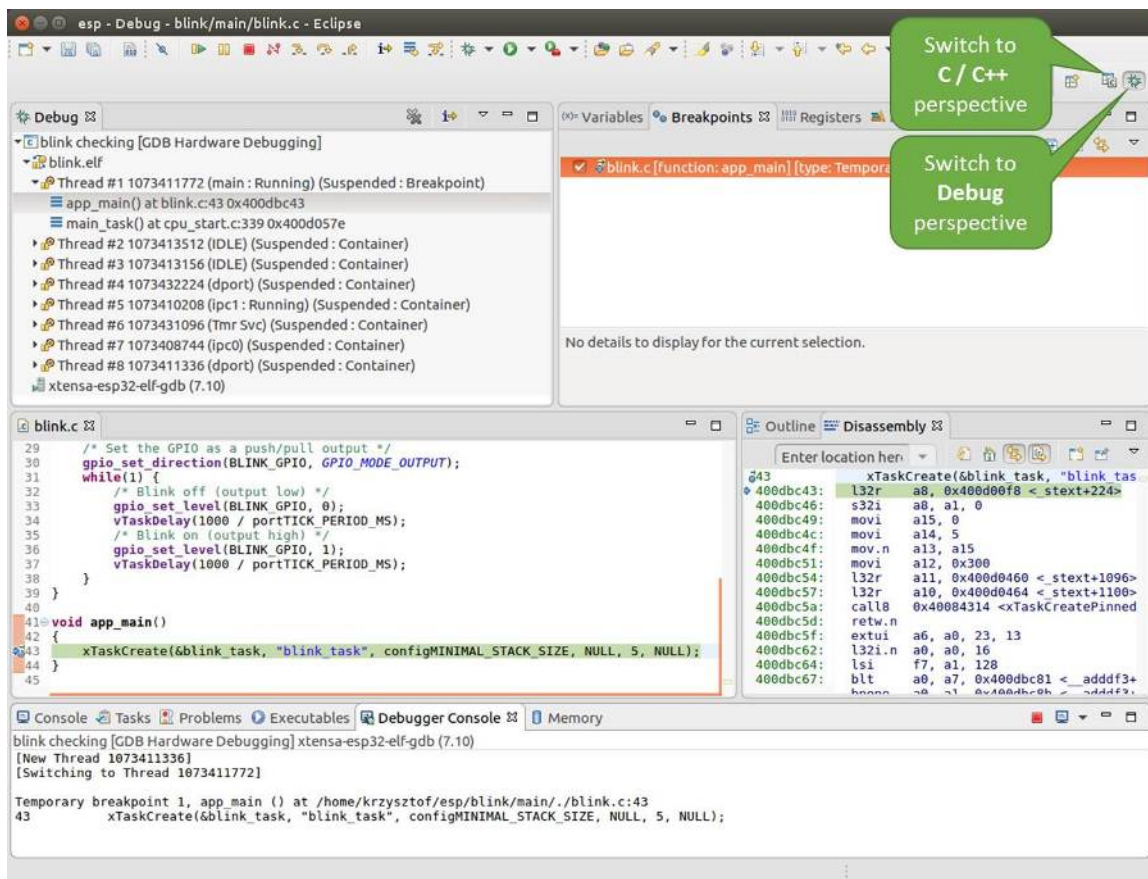 esp - Debug - blink/main/blink.c - Eclipse
Switch to
C / C++
perspective
Switch to
Debug
perspective
Debug
blink checking [GDB Hardware Debugging]
blink.elf
Thread #1 1073411772 (main : Running) (Suspended : Breakpoint)
app_main() at blink.c:43 0x400dbc43
main_task() at cpu_start.c:339 0x400d057e
Thread #2 1073413512 (IDLE) (Suspended : Container)
Thread #3 1073413156 (IDLE) (Suspended : Container)
Thread #4 1073432224 (dport) (Suspended : Container)
Thread #5 1073410208 (ipc1 : Running) (Suspended : Container)
Thread #6 1073431096 (Tmr Svc) (Suspended : Container)
Thread #7 1073408744 (ipc0) (Suspended : Container)
Thread #8 1073411336 (dport) (Suspended : Container)
xtensa-esp32-elf-gdb (7.10)
(x)= Variables Breakpoints Registers
blink.c [function: app_main] [type: Tempora
No details to display for the current selection.
blink.c
29 /* Set the GPIO as a push/pull output */
30 gpio_set_direction(BLINK_GPIO, GPIO_MODE_OUTPUT);
31 while(1) {
32 /* Blink off (output low) */
33 gpio_set_level(BLINK_GPIO, 0);
34 vTaskDelay(1000 / portTICK_PERIOD_MS);
35 /* Blink on (output high) */
36 gpio_set_level(BLINK_GPIO, 1);
37 vTaskDelay(1000 / portTICK_PERIOD_MS);
38 }
39 }
40
41 void app_main()
42 {
43 xTaskCreate(&blink_task, "blink_task", configMINIMAL_STACK_SIZE, NULL, 5, NULL);
44 }
45
Outline Disassembly
Enter location her
43 xTaskCreate(&blink_task, "blink_tas
400dbc43: l32r a8, 0x400d00f8 <_stext+224>
400dbc46: s32i a8, a1, 0
400dbc49: movi a15, 0
400dbc4c: movi a14, 5
400dbc4f: mov.n a13, a15
400dbc51: movi a12, 0x300
400dbc54: l32r a11, 0x400d0460 <_stext+1096>
400dbc57: l32r a10, 0x400d0464 <_stext+1100>
400dbc5a: call8 0x40084314 <xTaskCreatePinned
400dbc5d: retw.n
400dbc5f: extui a6, a0, 23, 13
400dbc62: l32i.n a0, a0, 16
400dbc64: lsi f7, a1, 128
400dbc67: blt a0, a7, 0x400dbc81 <__adddf3+
Console Tasks Problems Executables Debugger Console Memory
blink checking [GDB Hardware Debugging] xtensa-esp32-elf-gdb (7.10)
[New Thread 1073411336]
[Switching to Thread 1073411772]
Temporary breakpoint 1, app_main () at /home/krzysztof/esp/blink/main/./blink.c:43
43 xTaskCreate(&blink_task, "blink_task", configMINIMAL_STACK_SIZE, NULL, 5, NULL);